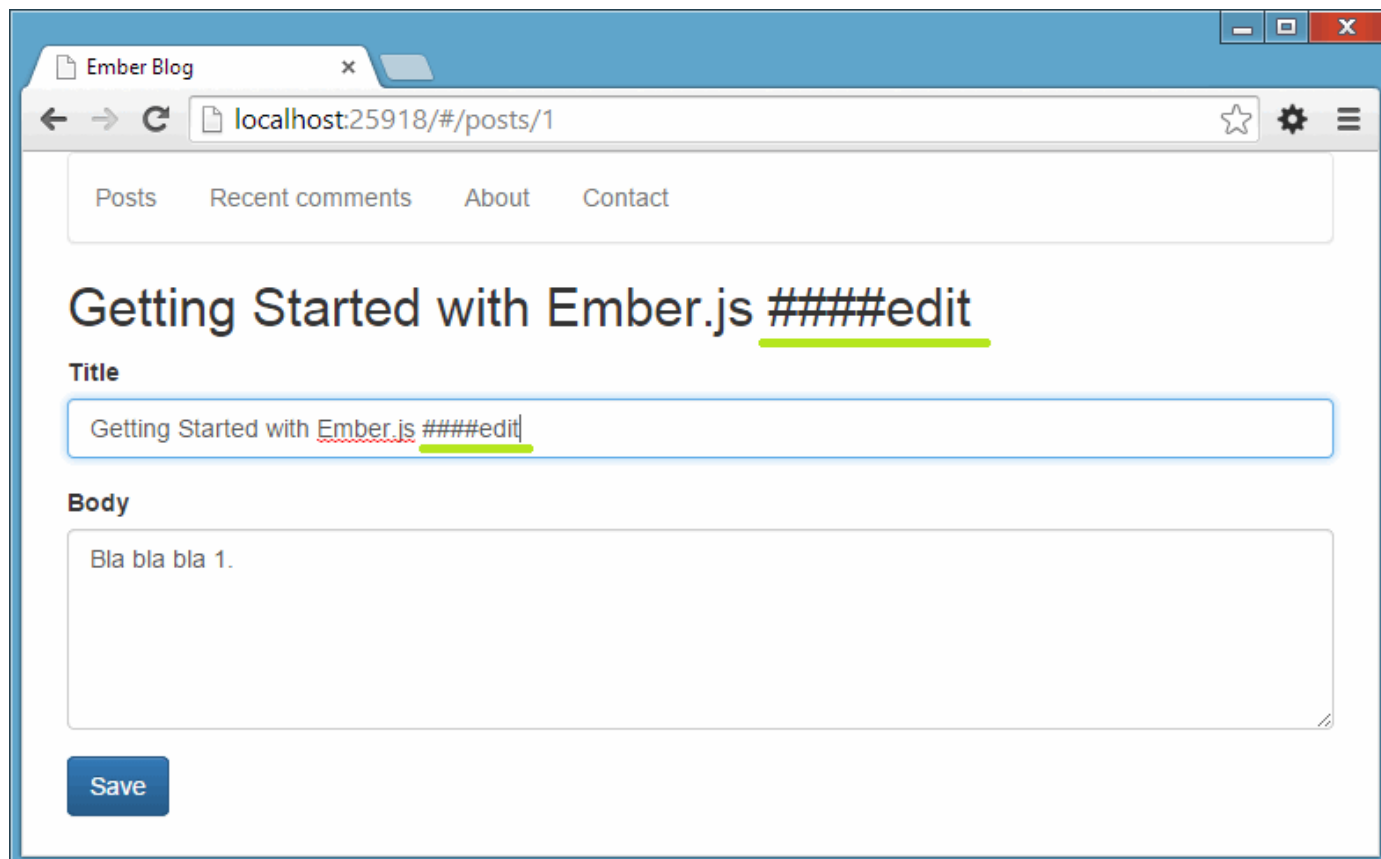 Ember Blog
localhost:25918/#/posts/1
Posts Recent comments About Contact
Getting Started with Ember.js ####edit
Title
Getting Started with Ember.js ####edit
Body
Bla bla bla 1.
Save